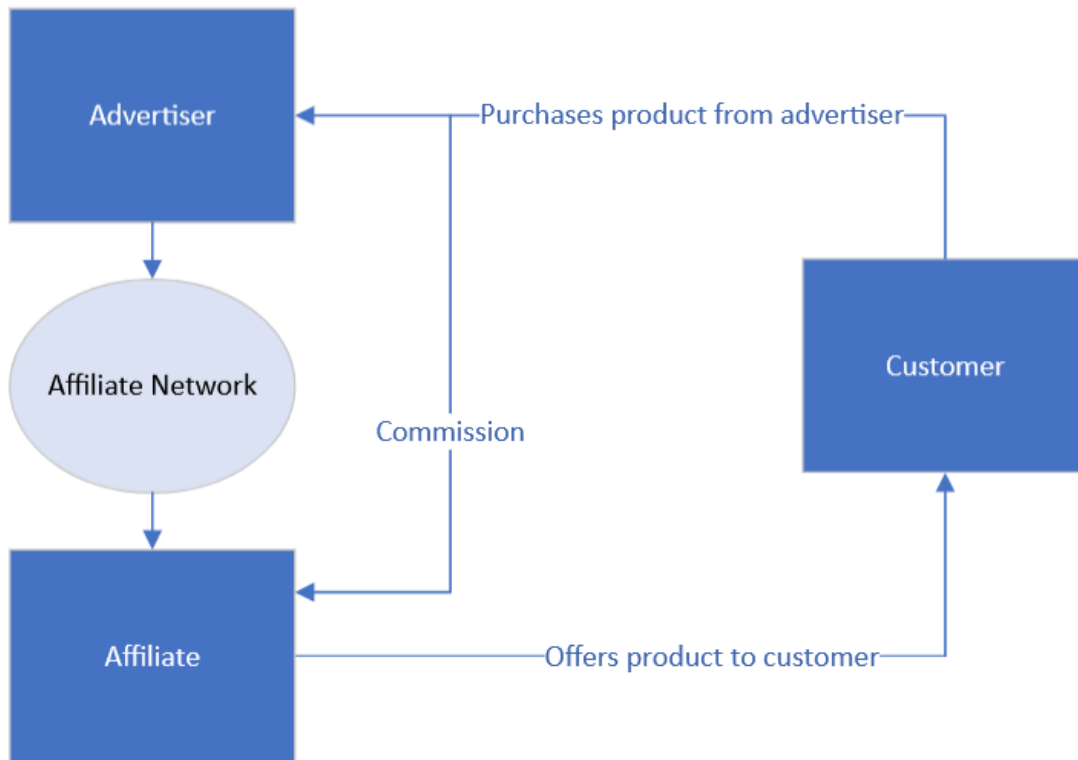 Advertiser
Purchases product from advertiser
Affiliate Network
Customer
Commission
Affiliate
Offers product to customer